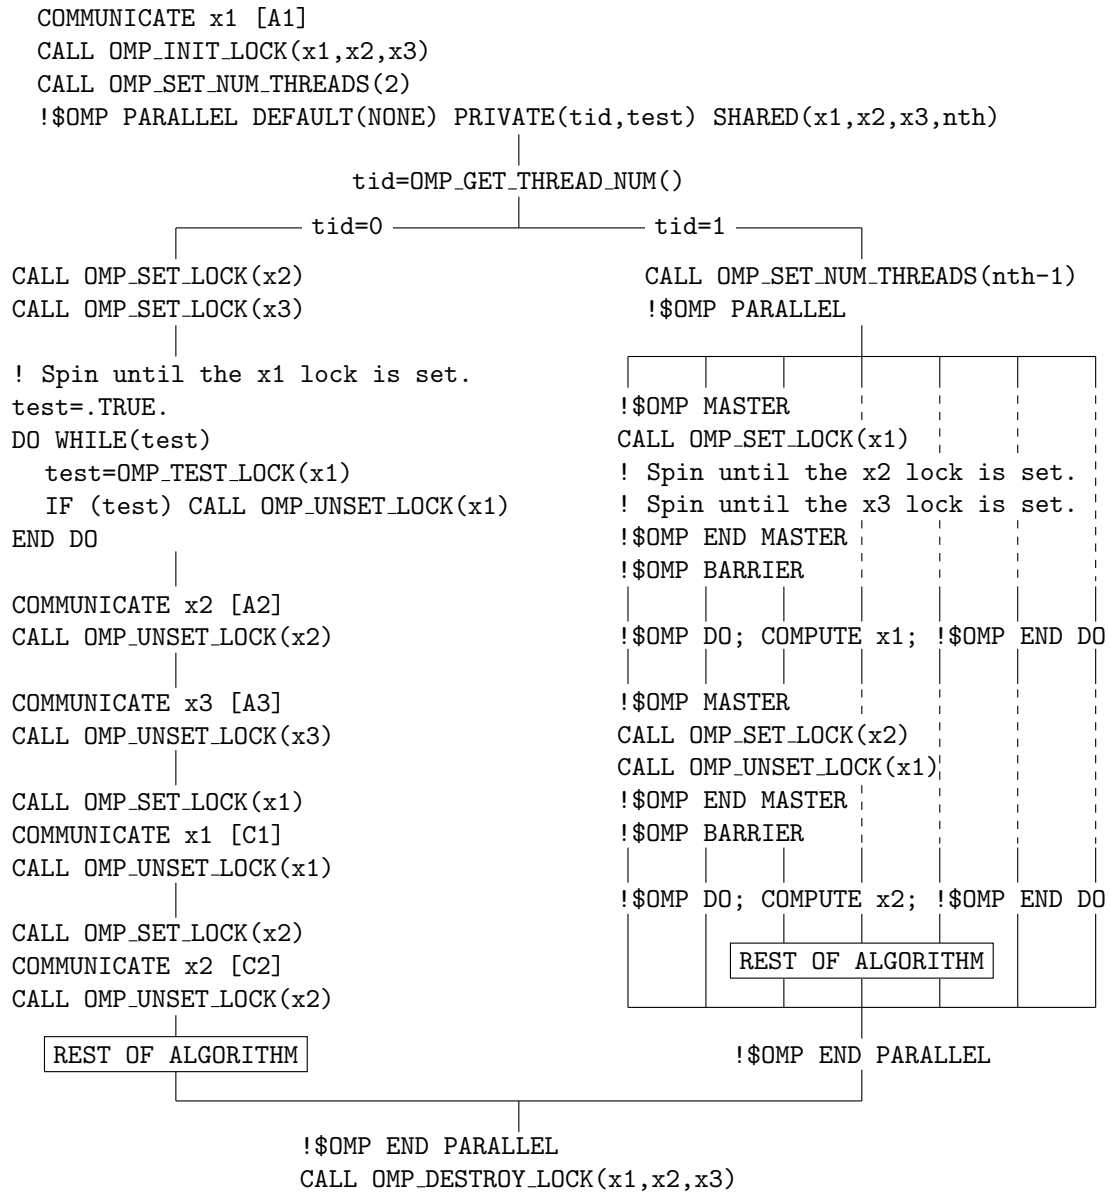 COMMUNICATE x1 [A1]
CALL OMP_INIT_LOCK(x1,x2,x3)
CALL OMP_SET_NUM_THREADS(2)
!$OMP PARALLEL DEFAULT(NONE) PRIVATE(tid,test) SHARED(x1,x2,x3,nth)
tid=OMP_GET_THREAD_NUM()
tid=0
CALL OMP_SET_LOCK(x2)
CALL OMP_SET_LOCK(x3)
! Spin until the x1 lock is set.
test=.TRUE.
DO WHILE(test)
test=OMP_TEST_LOCK(x1)
IF (test) CALL OMP_UNSET_LOCK(x1)
END DO
COMMUNICATE x2 [A2]
CALL OMP_UNSET_LOCK(x2)
COMMUNICATE x3 [A3]
CALL OMP_UNSET_LOCK(x3)
CALL OMP_SET_LOCK(x1)
COMMUNICATE x1 [C1]
CALL OMP_UNSET_LOCK(x1)
CALL OMP_SET_LOCK(x2)
COMMUNICATE x2 [C2]
CALL OMP_UNSET_LOCK(x2)
REST OF ALGORITHM
tid=1
CALL OMP_SET_NUM_THREADS(nth-1)
!$OMP PARALLEL
!$OMP MASTER
CALL OMP_SET_LOCK(x1)
! Spin until the x2 lock is set.
! Spin until the x3 lock is set.
!$OMP END MASTER
!$OMP BARRIER
!$OMP DO; COMPUTE x1; !$OMP END DO
!$OMP MASTER
CALL OMP_SET_LOCK(x2)
CALL OMP_UNSET_LOCK(x1)
!$OMP END MASTER
!$OMP BARRIER
!$OMP DO; COMPUTE x2; !$OMP END DO
REST OF ALGORITHM
!$OMP END PARALLEL
!$OMP END PARALLEL
CALL OMP_DESTROY_LOCK(x1,x2,x3)